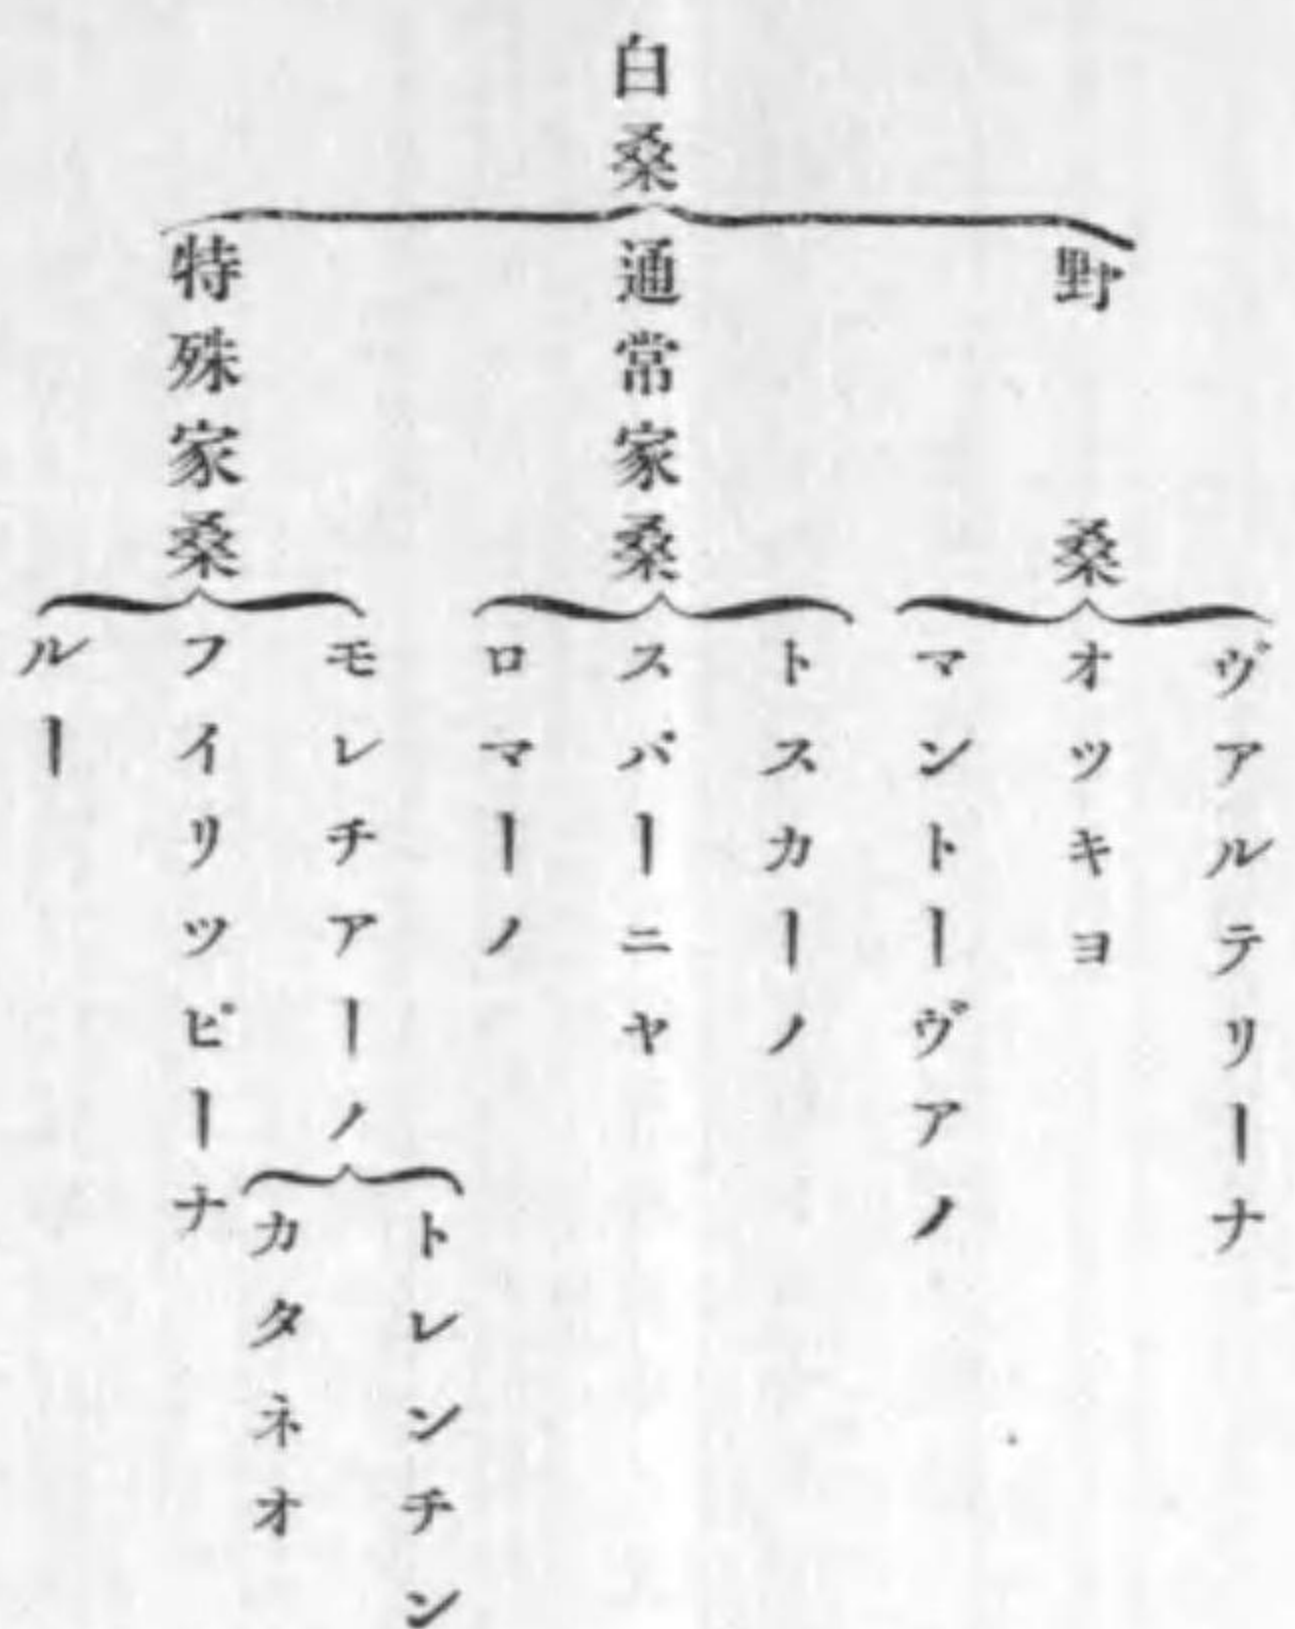 白桑
野桑
ヴアルテリーナ
オツキヨ
マントーヴアノ
通常家桑
トスカーノ
スパーニヤ
ロマーノ
特殊家桑
モレチアーノ
トレンチン
カタネオ
フイリツピーナ
ルー